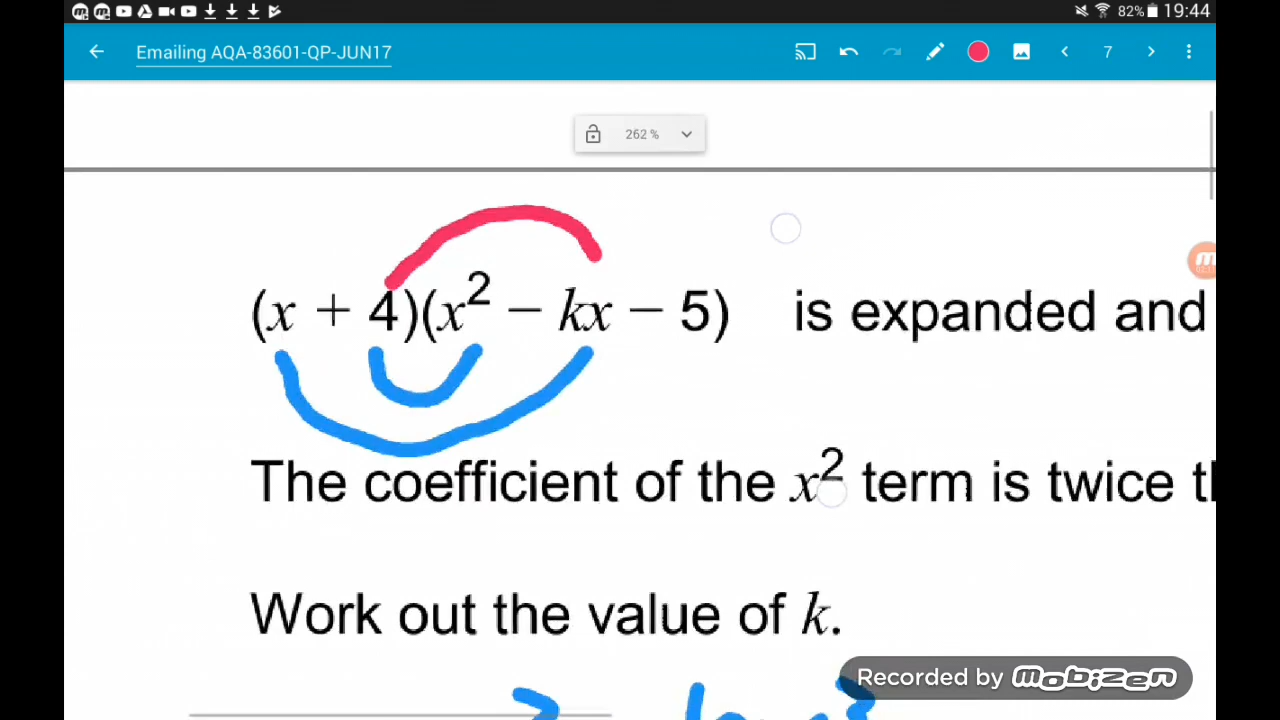 82% 19:44
Emailing AQA-83601-QP-JUN17
7
262 %
(x + 4)(x² − kx − 5) is expanded and
The coefficient of the x² term is twice t
Work out the value of k.
Recorded by mobizen